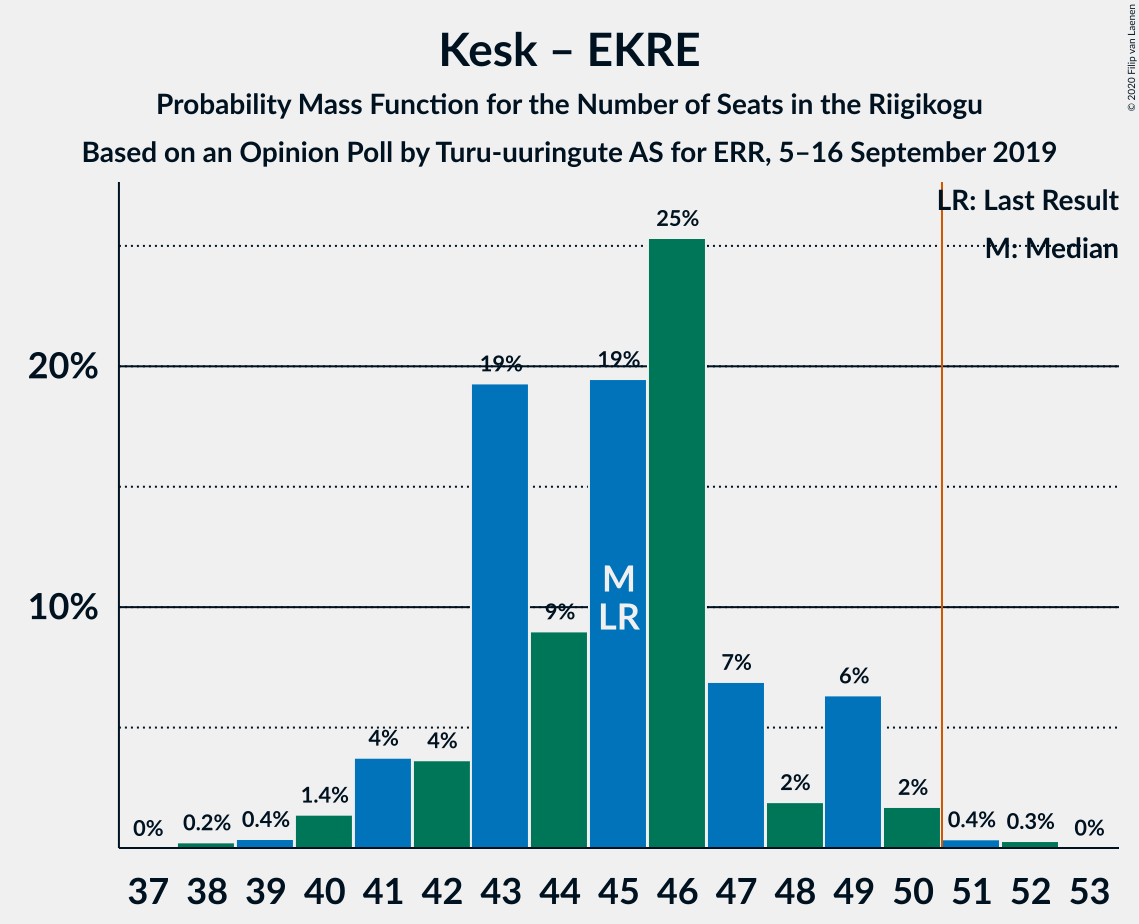 Kesk – EKRE
Probability Mass Function for the Number of Seats in the Riigikogu
Based on an Opinion Poll by Turu-uuringute AS for ERR, 5–16 September 2019
© 2020 Filip van Laenen
LR: Last Result
M: Median
20%
10%
0%
0.2%
0.4%
1.4%
4%
4%
19%
9%
19%
25%
7%
2%
6%
2%
0.4%
0.3%
0%
M
LR
37 38 39 40 41 42 43 44 45 46 47 48 49 50 51 52 53